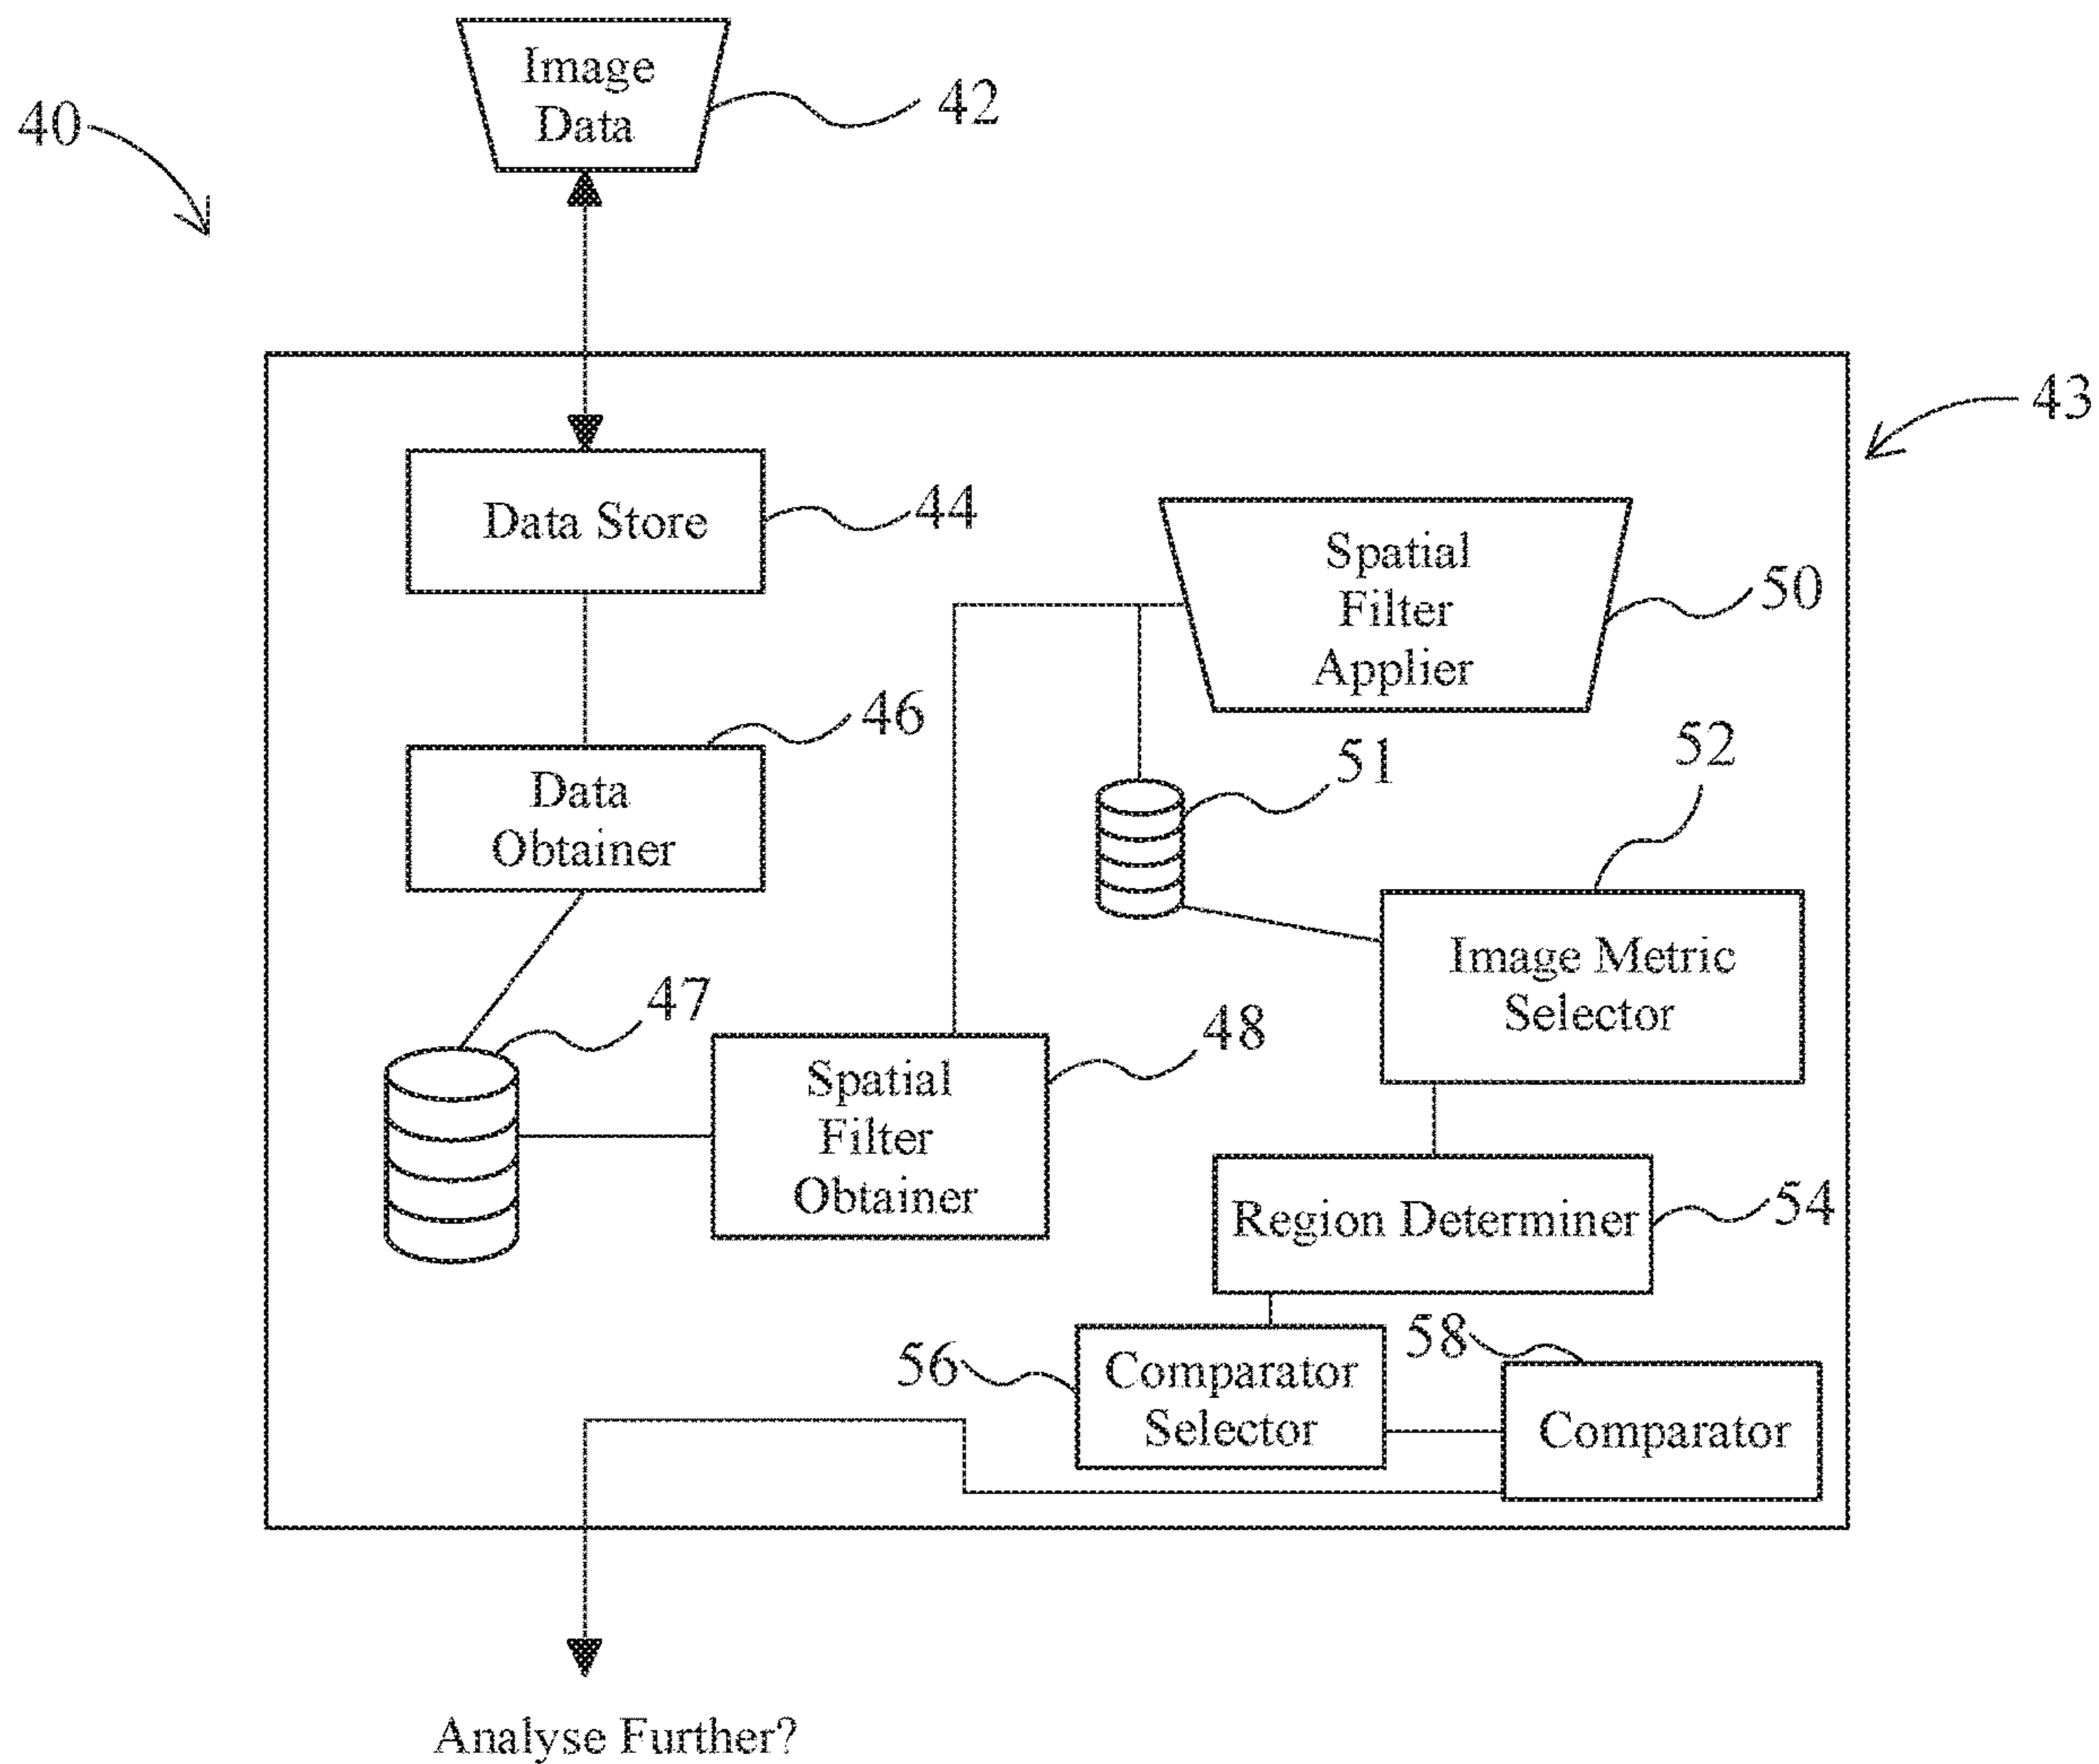 Image
Data
42
40
43
Data Store
44
Spatial
Filter
Applier
50
46
Data
Obtainer
51
52
Image Metric
Selector
47
48
Spatial
Filter
Obtainer
Region Determiner
54
56
Comparator
Selector
58
Comparator
Analyse Further?